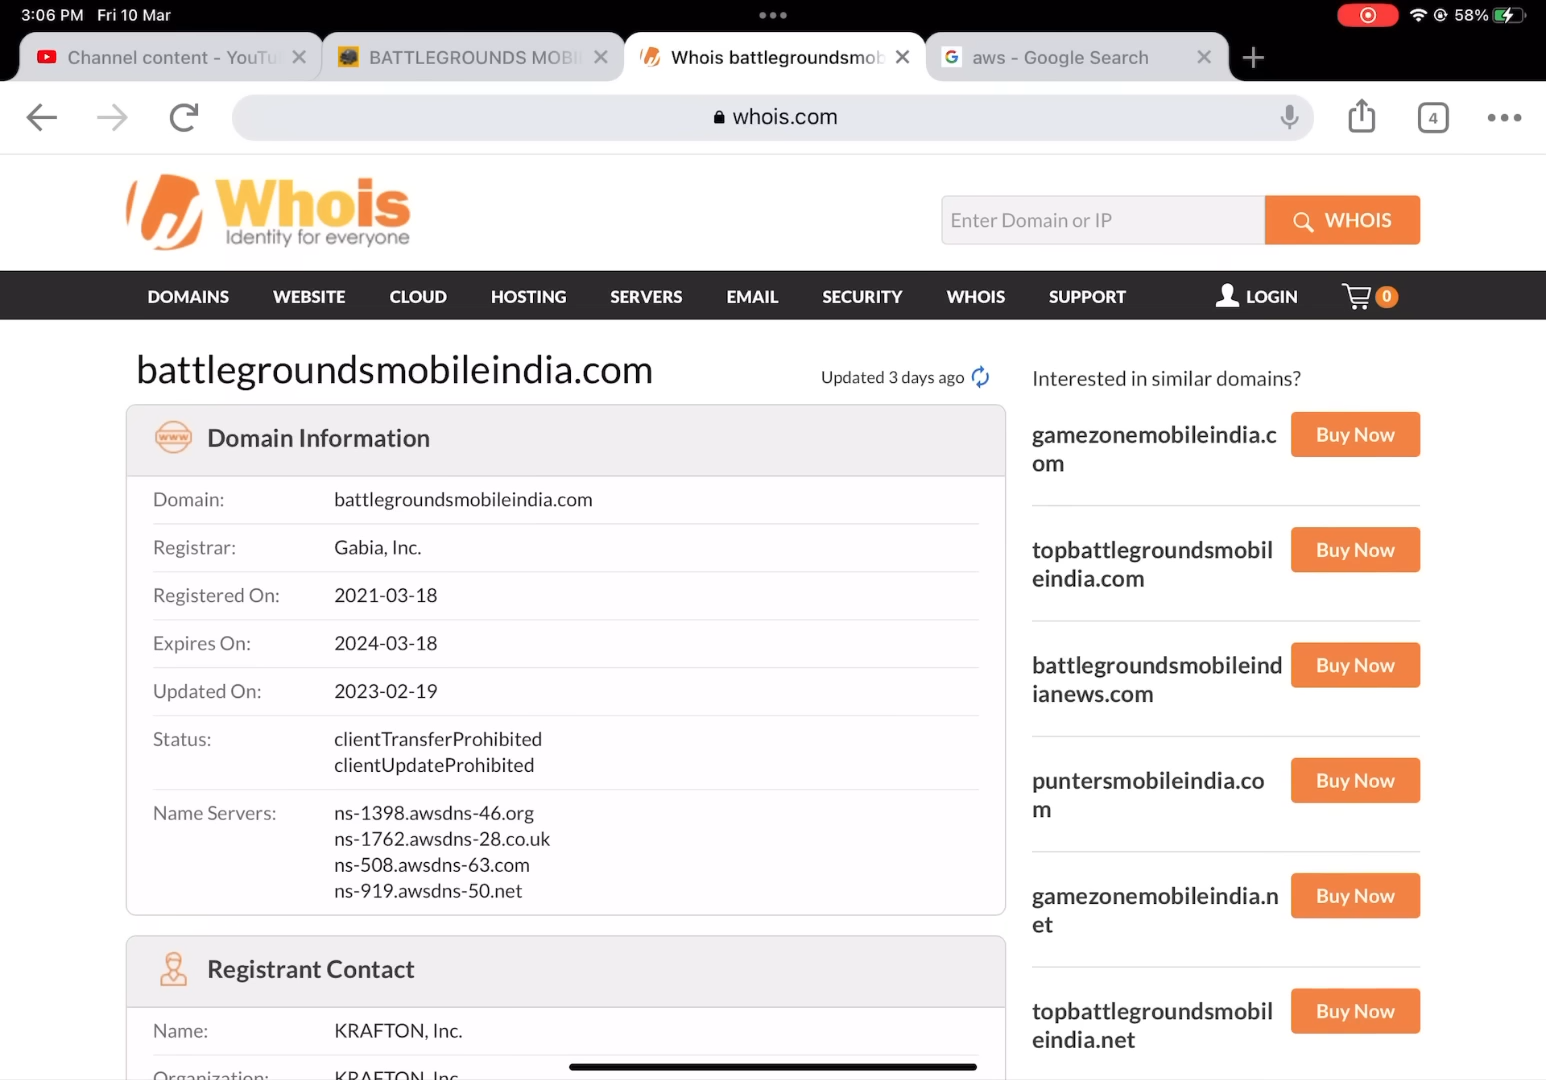 3:06 PM Fri 10 Mar
58%
Channel content - YouTu
BATTLEGROUNDS MOBI
Whois battlegroundsmob
aws - Google Search
whois.com
4
Whois
Identity for everyone
Enter Domain or IP
WHOIS
DOMAINS WEBSITE CLOUD HOSTING SERVERS EMAIL SECURITY WHOIS SUPPORT LOGIN 0
battlegroundsmobileindia.com
Updated 3 days ago
Domain Information
Domain: battlegroundsmobileindia.com
Registrar: Gabia, Inc.
Registered On: 2021-03-18
Expires On: 2024-03-18
Updated On: 2023-02-19
Status: clientTransferProhibited
clientUpdateProhibited
Name Servers: ns-1398.awsdns-46.org
ns-1762.awsdns-28.co.uk
ns-508.awsdns-63.com
ns-919.awsdns-50.net
Registrant Contact
Name: KRAFTON, Inc.
Organization: KRAFTON, Inc.
Interested in similar domains?
gamezonemobileindia.c
om
Buy Now
topbattlegroundsmobil
eindia.com
Buy Now
battlegroundsmobileind
ianews.com
Buy Now
puntersmobileindia.co
m
Buy Now
gamezonemobileindia.n
et
Buy Now
topbattlegroundsmobil
eindia.net
Buy Now